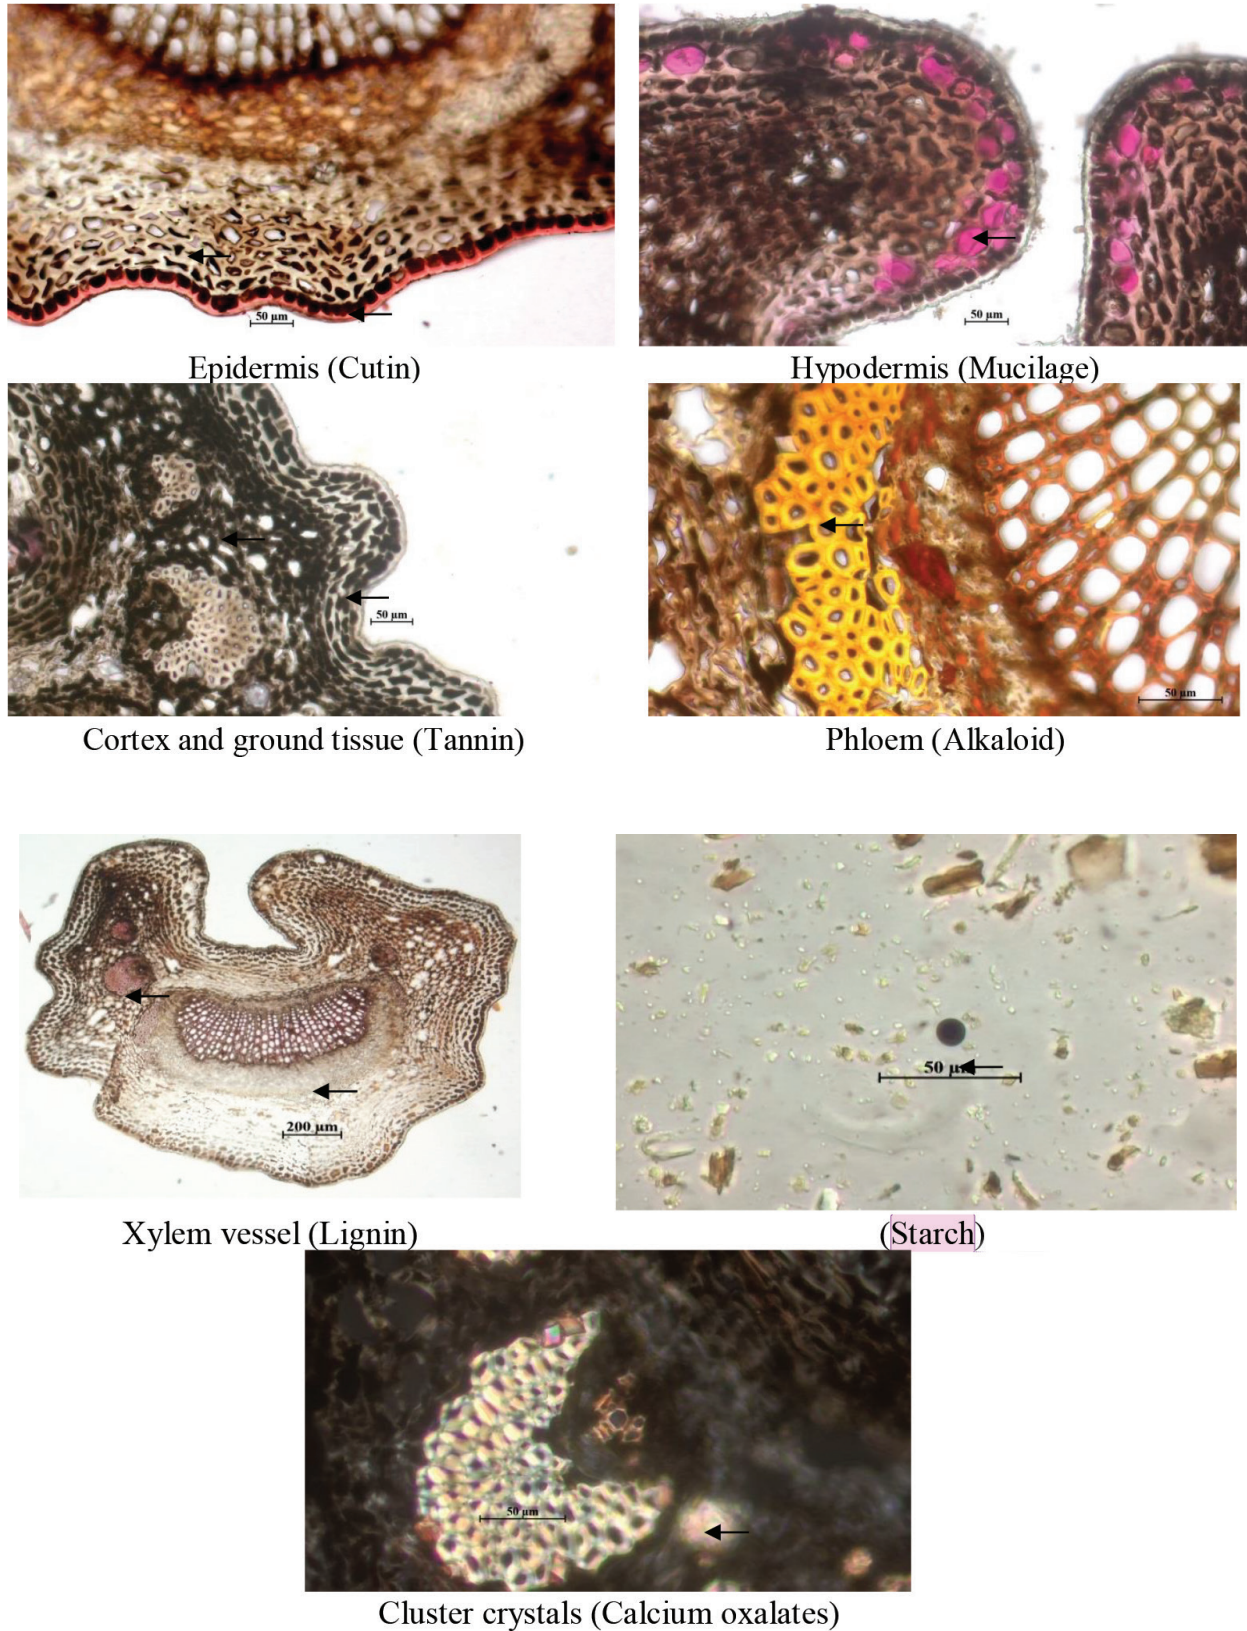 50 µm
50 µm
Epidermis (Cutin)
Hypodermis (Mucilage)
50 µm
50 µm
Cortex and ground tissue (Tannin)
Phloem (Alkaloid)
200 µm
50 µm
Xylem vessel (Lignin)
(Starch)
50 µm
Cluster crystals (Calcium oxalates)